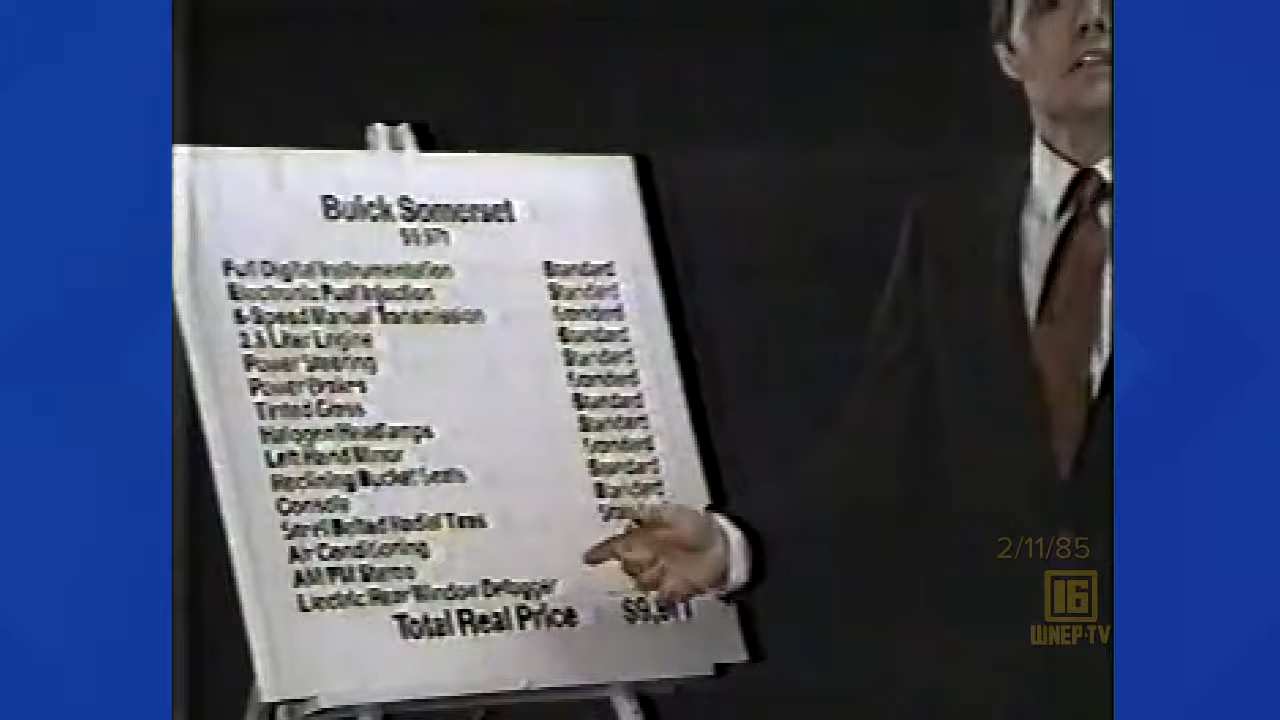 Buick Somerset
Full Digital Instrumentation Standard
Electronic Fuel Injection Standard
5-Speed Manual Transmission Standard
2.5 Liter Engine Standard
Power Steering Standard
Power Brakes Standard
Tinted Glass Standard
Halogen Headlamps Standard
Left Hand Mirror Standard
Reclining Bucket Seats Standard
Console Standard
Steel Belted Radial Tires
Air Conditioning
AM/FM Stereo
Electric Rear Window Defogger
Total Real Price
2/11/85
16
WNEP-TV